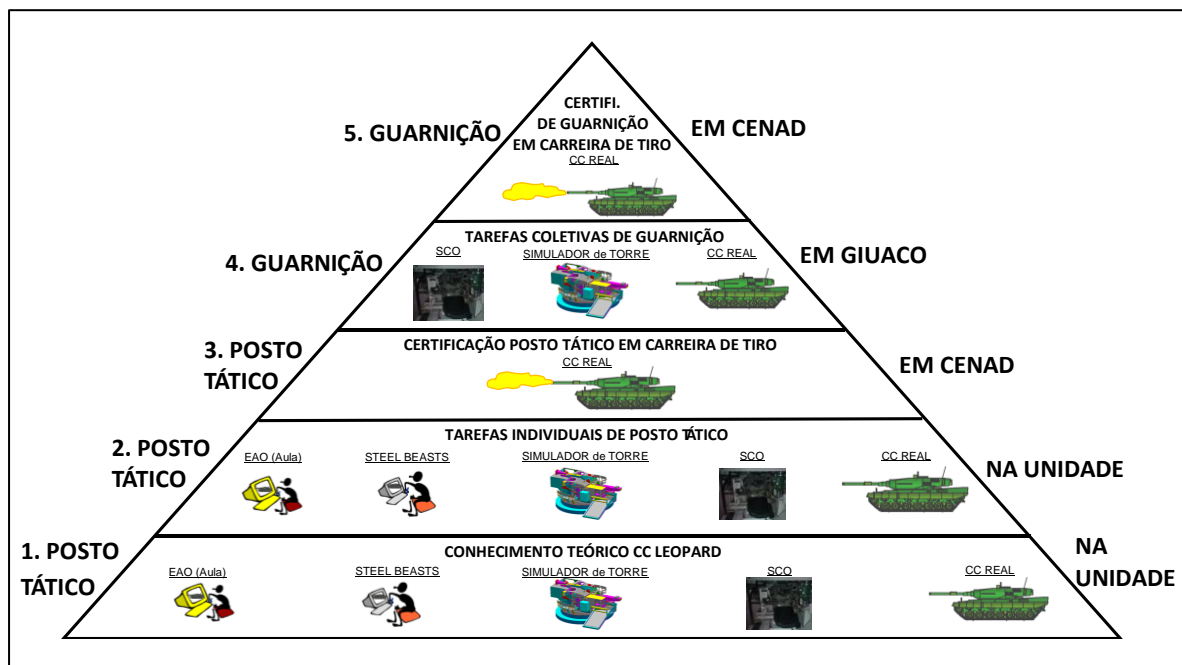 CERTIFI.
DE GUARNIÇÃO
EM CARREIRA DE TIRO
CC REAL
5. GUARNIÇÃO
EM CENAD
TAREFAS COLETIVAS DE GUARNIÇÃO
SCO
SIMULADOR de TORRE
CC REAL
4. GUARNIÇÃO
EM GIUACO
CERTIFICAÇÃO POSTO TÁTICO EM CARREIRA DE TIRO
CC REAL
3. POSTO
TÁTICO
EM CENAD
TAREFAS INDIVIDUAIS DE POSTO TÁTICO
EAO (Aula)
STEEL BEASTS
SIMULADOR de TORRE
SCO
CC REAL
2. POSTO
TÁTICO
NA UNIDADE
CONHECIMENTO TEÓRICO CC LEOPARD
EAO (Aula)
STEEL BEASTS
SIMULADOR de TORRE
SCO
CC REAL
1. POSTO
TÁTICO
NA
UNIDADE